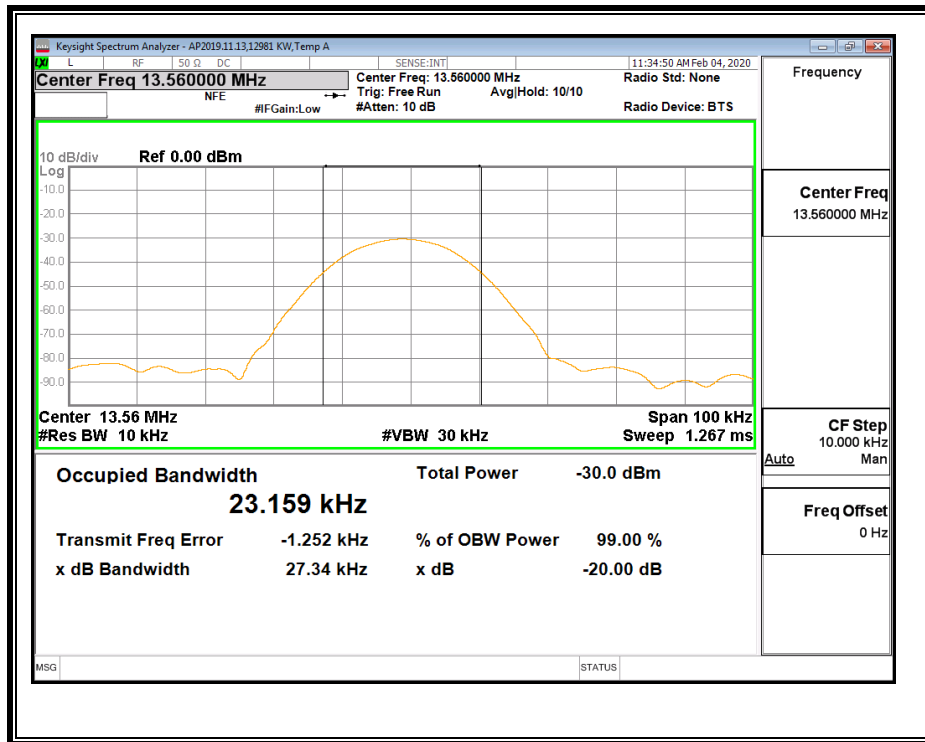 Keysight Spectrum Analyzer - AP2019.11.13,12981 KW,Temp A
LXI L RF 50 Ω DC SENSE:INT 11:34:50 AM Feb 04, 2020
Center Freq 13.560000 MHz Center Freq: 13.560000 MHz Radio Std: None
NFE Trig: Free Run Avg|Hold: 10/10
#IFGain:Low #Atten: 10 dB Radio Device: BTS
Frequency
10 dB/div Ref 0.00 dBm
Log
-10.0
-20.0
-30.0
-40.0
-50.0
-60.0
-70.0
-80.0
-90.0
Center 13.56 MHz Span 100 kHz
#Res BW 10 kHz #VBW 30 kHz Sweep 1.267 ms
Occupied Bandwidth Total Power -30.0 dBm
23.159 kHz
Transmit Freq Error -1.252 kHz % of OBW Power 99.00 %
x dB Bandwidth 27.34 kHz x dB -20.00 dB
Center Freq
13.560000 MHz
CF Step
10.000 kHz
Auto Man
Freq Offset
0 Hz
MSG STATUS